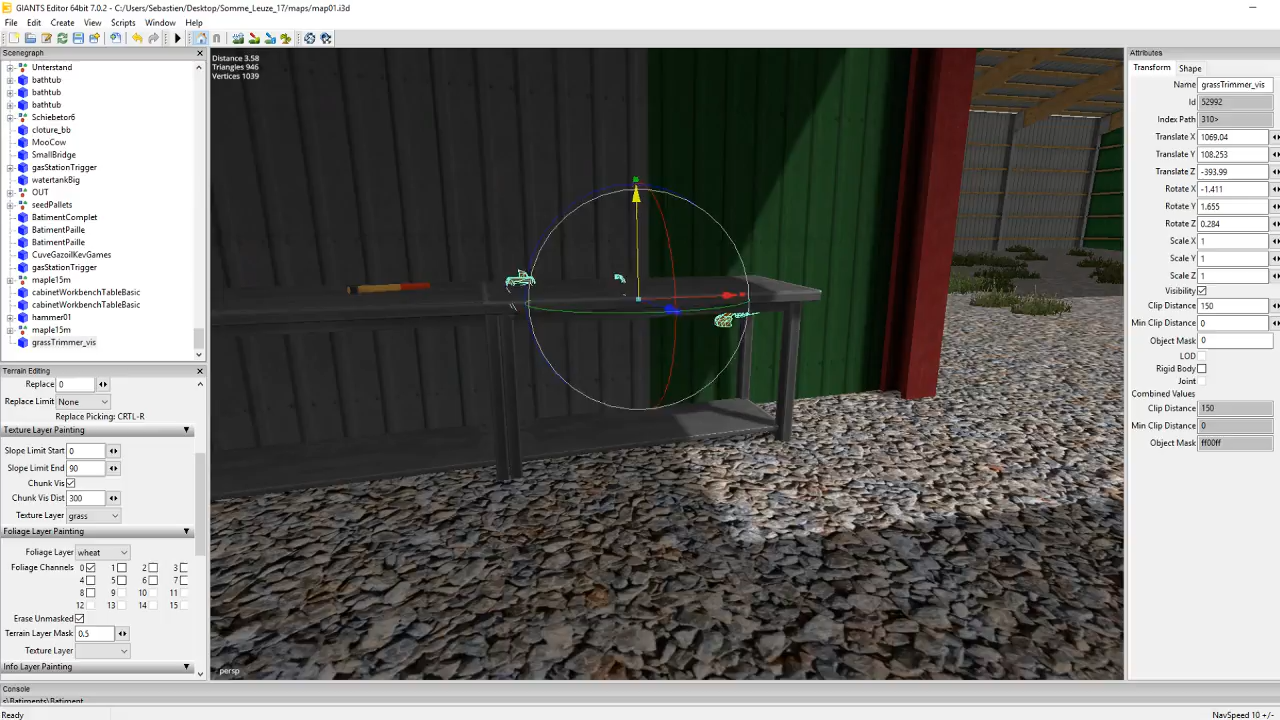 GIANTS Editor 64bit 7.0.2 - C:/Users/Sebastien/Desktop/Somme_Leuze_17/maps/map01.i3d
File Edit Create View Scripts Window Help
Scenegraph
Unterstand
bathtub
bathtub
bathtub
Schiebetor6
cloture_bb
MooCow
SmallBridge
gasStationTrigger
watertankBig
OUT
seedPallets
BatimentComplet
BatimentPaille
BatimentPaille
CuveGazoilKevGames
gasStationTrigger
maple15m
cabinetWorkbenchTableBasic
cabinetWorkbenchTableBasic
hammer01
maple15m
grassTrimmer_vis
Terrain Editing
Replace 0
Replace Limit None
Replace Picking: CRTL-R
Texture Layer Painting
Slope Limit Start 0
Slope Limit End 90
Chunk Vis
Chunk Vis Dist 300
Texture Layer grass
Foliage Layer Painting
Foliage Layer wheat
Foliage Channels 0 1 2 3
4 5 6 7
8 9 10 11
12 13 14 15
Erase Unmasked
Terrain Layer Mask 0.5
Texture Layer
Info Layer Painting
Distance 3.58
Triangles 946
Vertices 1039
persp
Attributes
Transform Shape
Name grassTrimmer_vis
Id 52992
Index Path 310>
Translate X 1069.04
Translate Y 108.253
Translate Z -393.99
Rotate X -1.411
Rotate Y 1.655
Rotate Z 0.284
Scale X 1
Scale Y 1
Scale Z 1
Visibility
Clip Distance 150
Min Clip Distance 0
Object Mask 0
LOD
Rigid Body
Joint
Combined Values
Clip Distance 150
Min Clip Distance 0
Object Mask ff00ff
Console
s\Batiments\Batiment
Ready
NavSpeed 10 +/-